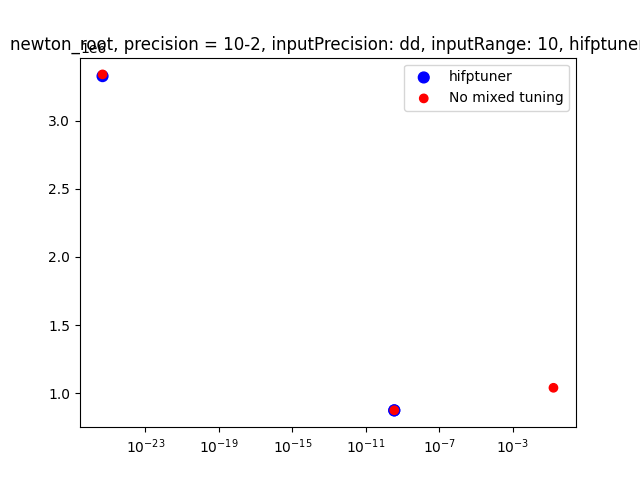 newton_root, precision = 10-2, inputPrecision: dd, inputRange: 10, hifptuner
1e6
hifptuner
No mixed tuning
3.0
2.5
2.0
1.5
1.0
10⁻²³ 10⁻¹⁹ 10⁻¹⁵ 10⁻¹¹ 10⁻⁷ 10⁻³